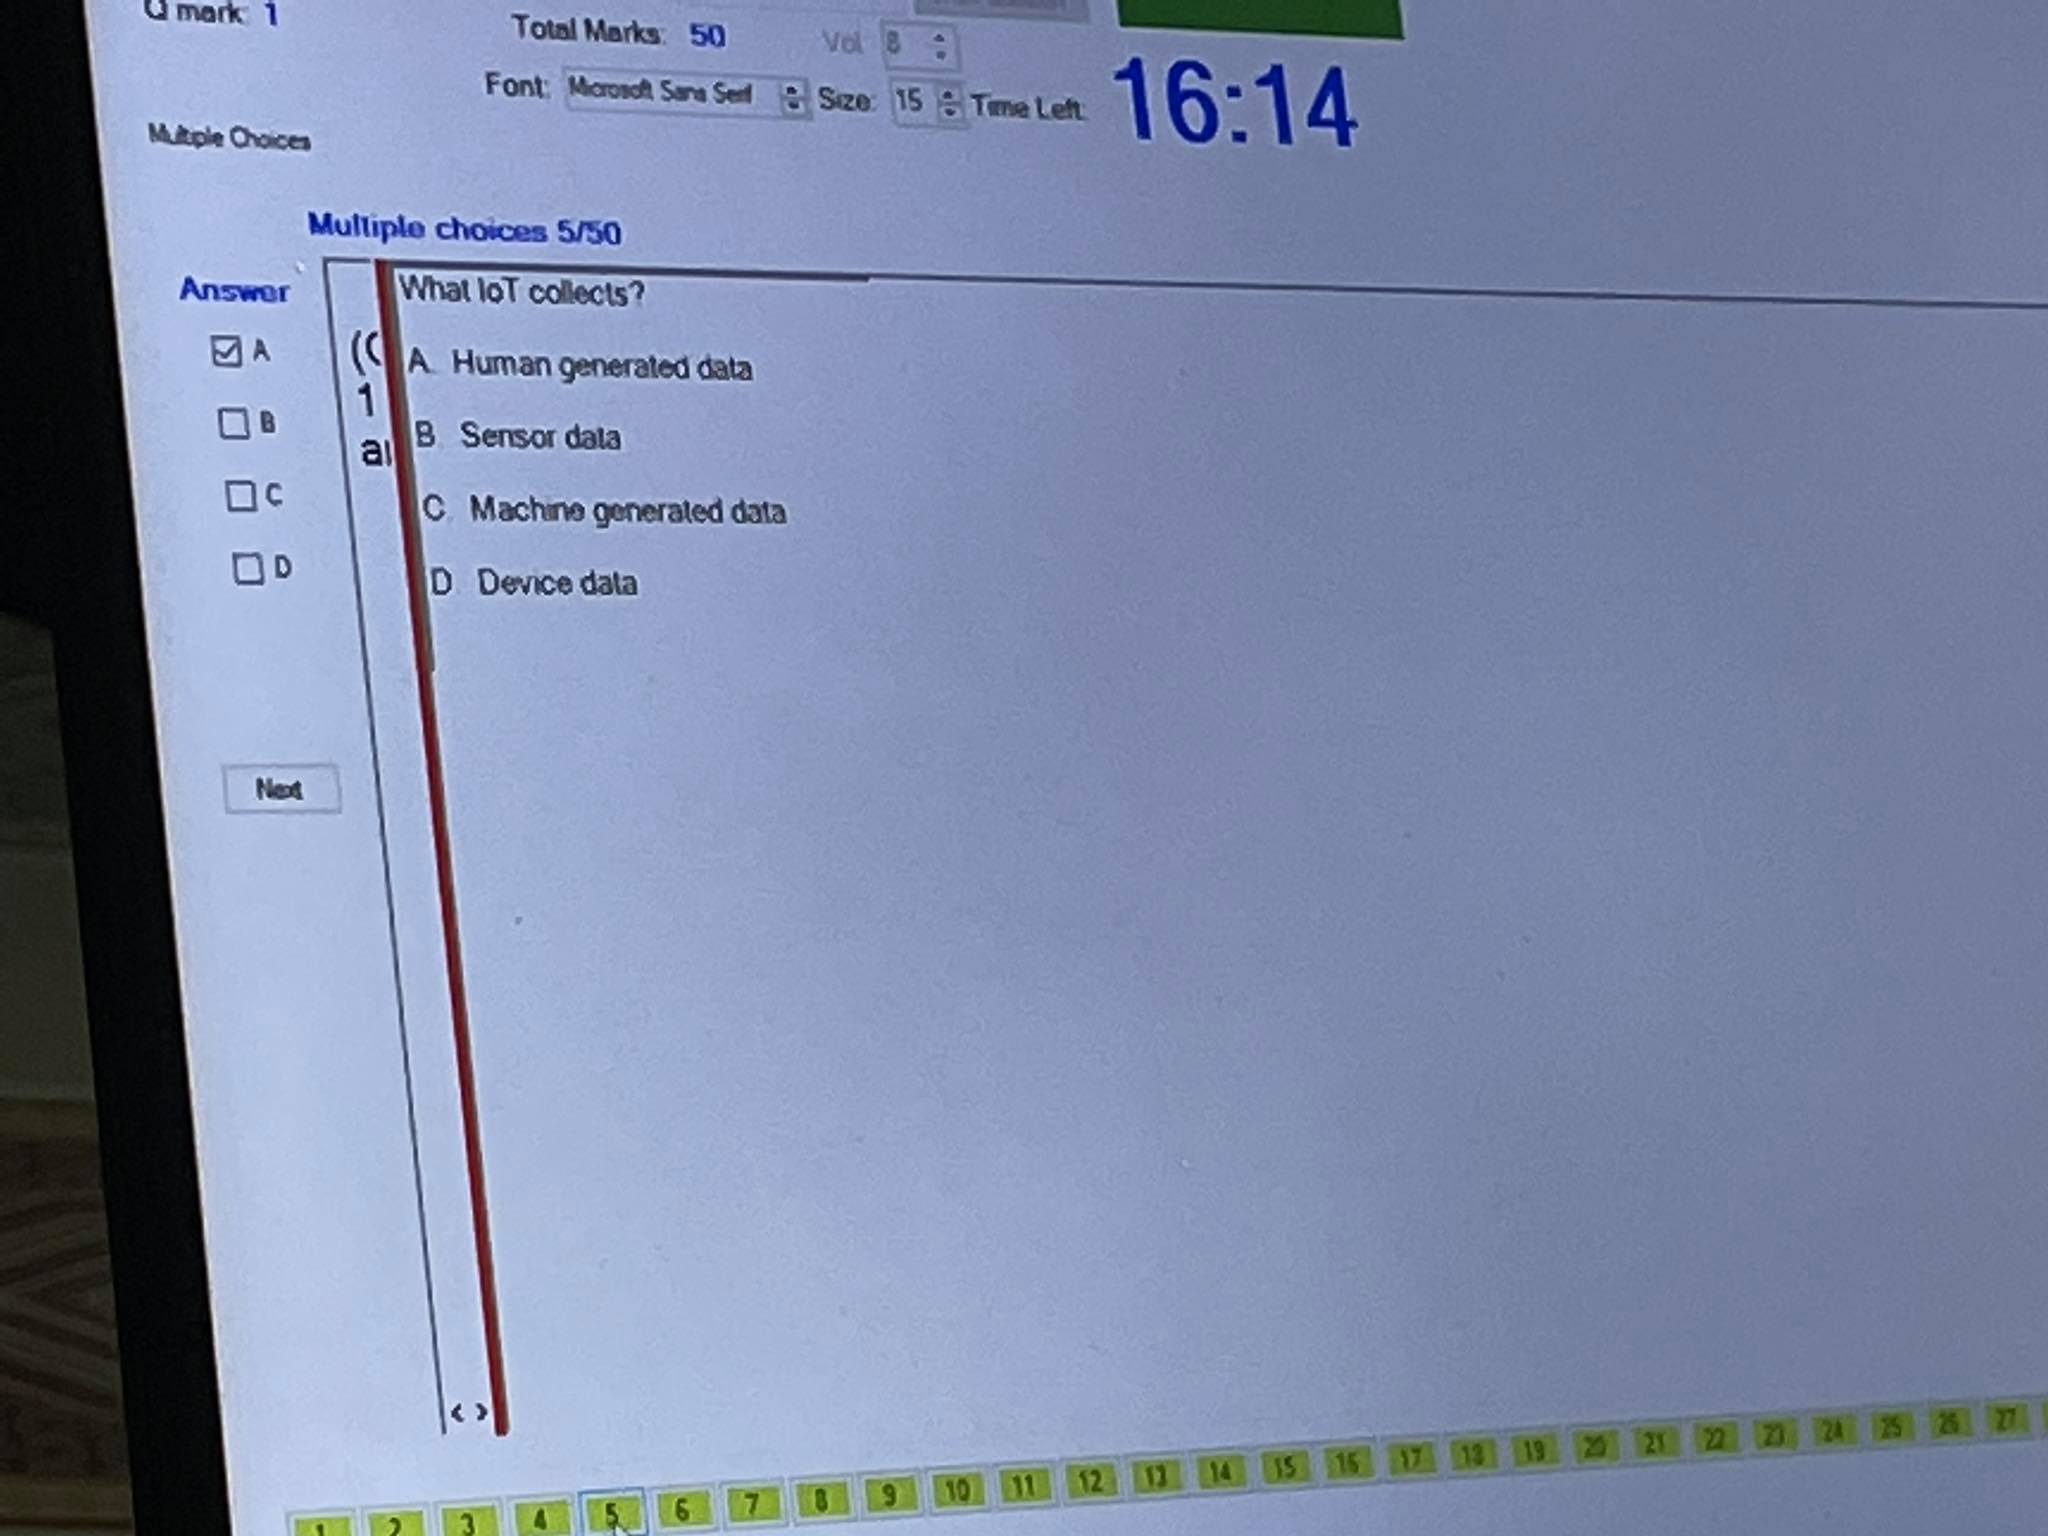 Q mark: 1
Total Marks: 50
Vol 8
Font: Microsoft Sans Serif Size: 15 Time Left: 16:14
Multiple Choices
Multiple choices 5/50
Answer
What IoT collects?
A
A. Human generated data
B
B. Sensor data
C
C. Machine generated data
D
D. Device data
((
1
a
Next
< >
1 2 3 4 5 6 7 8 9 10 11 12 13 14 15 16 17 18 19 20 21 22 23 24 25 26 27